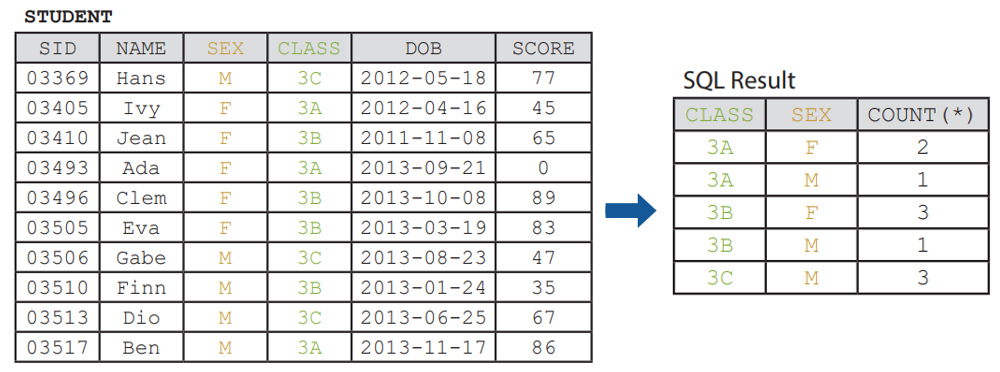 STUDENT
SID NAME SEX CLASS DOB SCORE
03369 Hans M 3C 2012-05-18 77
03405 Ivy F 3A 2012-04-16 45
03410 Jean F 3B 2011-11-08 65
03493 Ada F 3A 2013-09-21 0
03496 Clem F 3B 2013-10-08 89
03505 Eva F 3B 2013-03-19 83
03506 Gabe M 3C 2013-08-23 47
03510 Finn M 3B 2013-01-24 35
03513 Dio M 3C 2013-06-25 67
03517 Ben M 3A 2013-11-17 86
SQL Result
CLASS SEX COUNT(*)
3A F 2
3A M 1
3B F 3
3B M 1
3C M 3